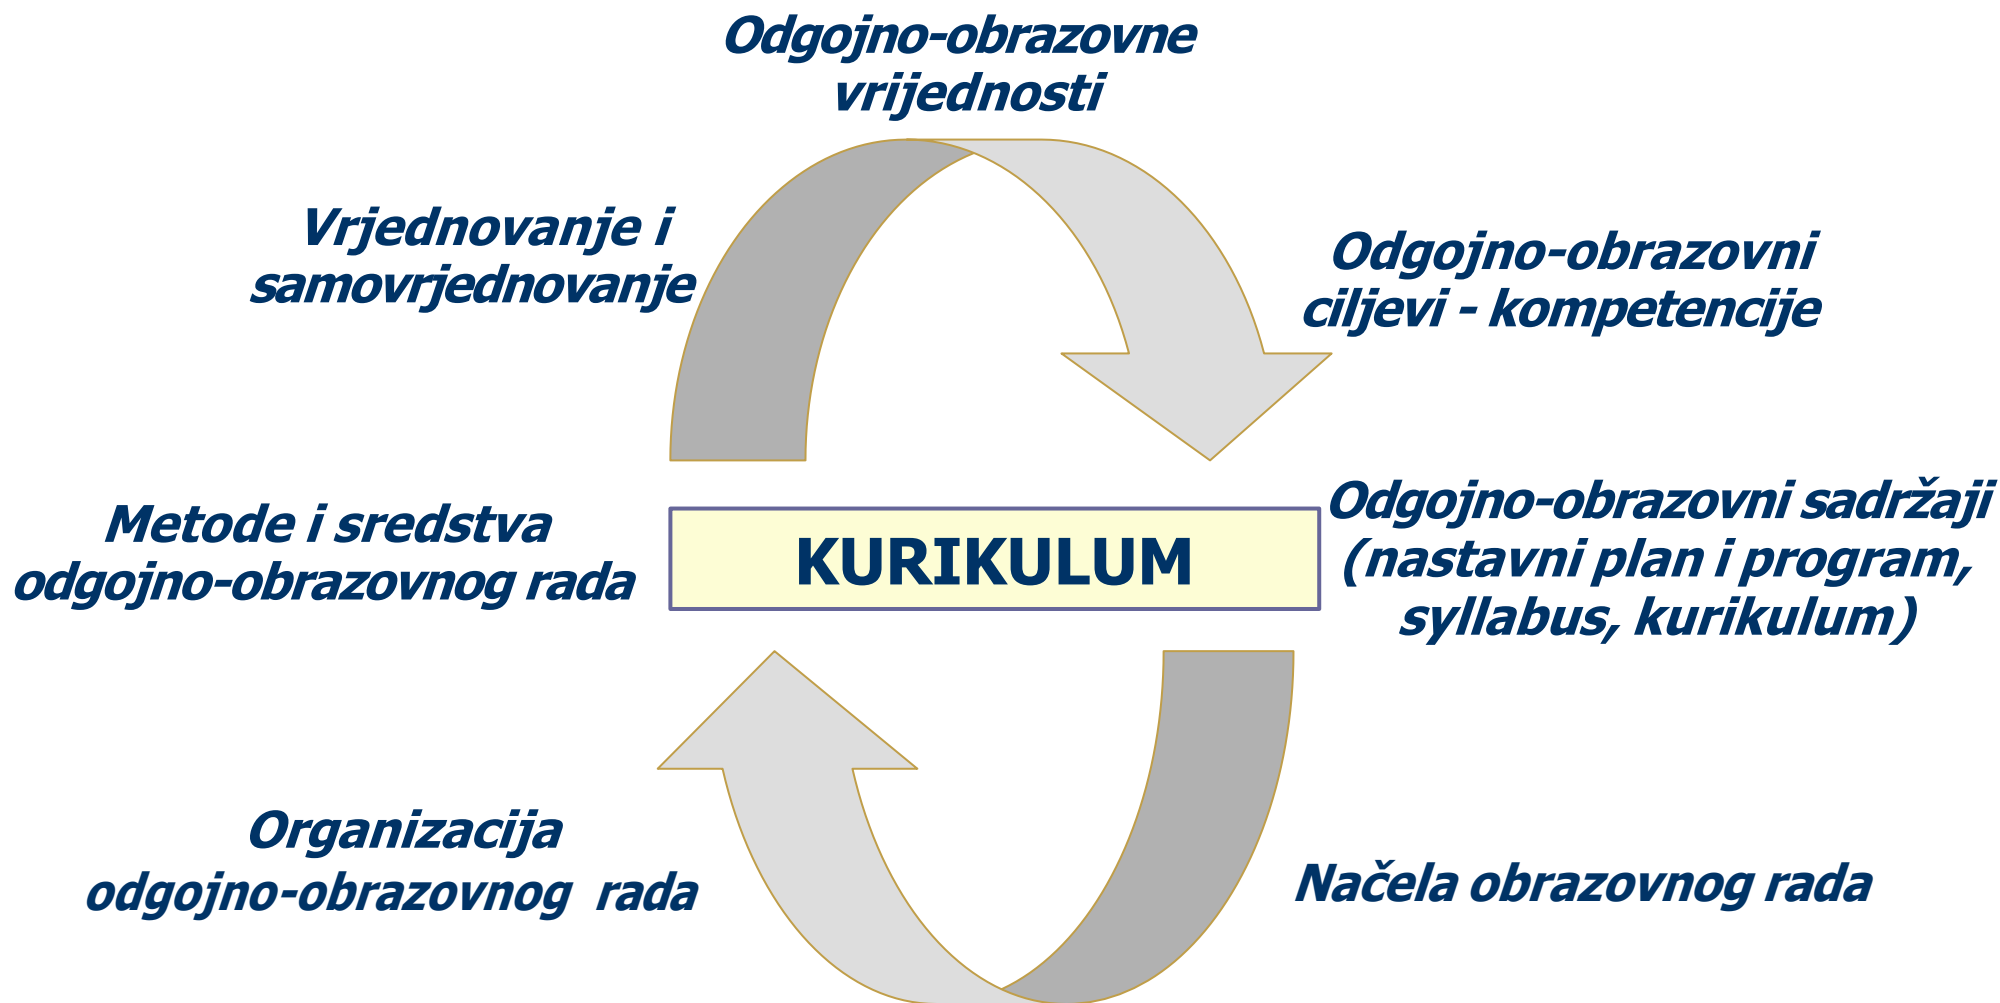 Odgojno-obrazovne
vrijednosti
Vrjednovanje i
samovrjednovanje
Odgojno-obrazovni
ciljevi - kompetencije
Metode i sredstva
odgojno-obrazovnog rada
KURIKULUM
Odgojno-obrazovni sadržaji
(nastavni plan i program,
syllabus, kurikulum)
Organizacija
odgojno-obrazovnog  rada
Načela obrazovnog rada